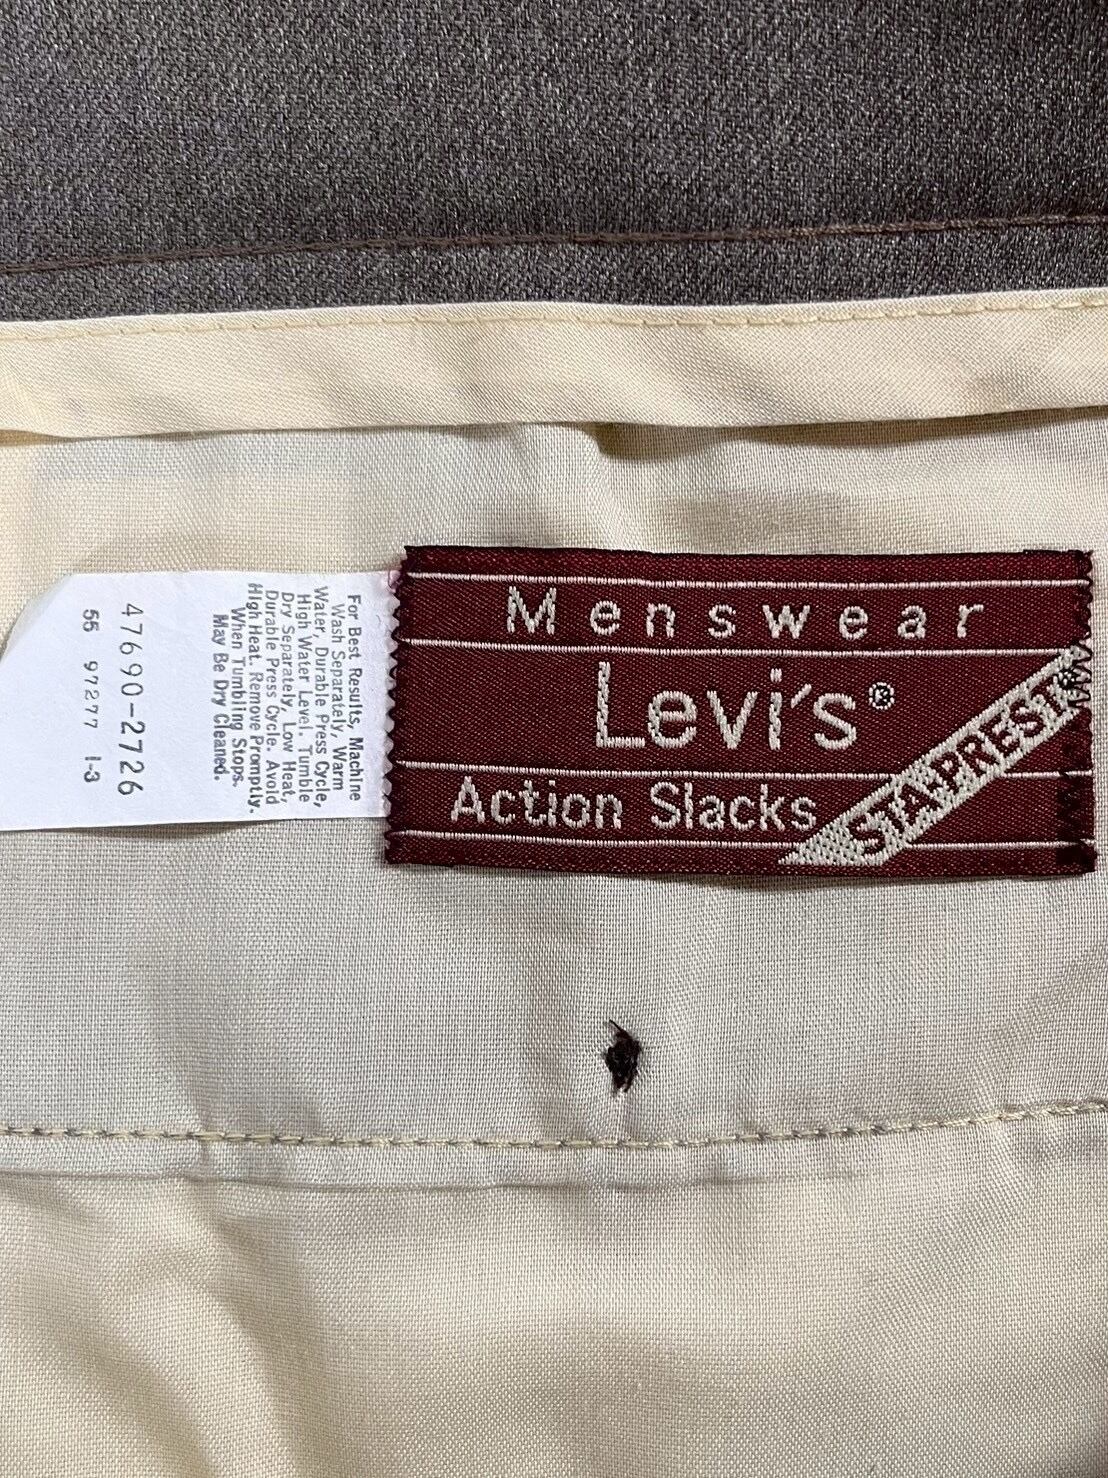 Menswear
Levi's®
Action Slacks
STA-PREST®
For Best Results, Machine
Wash Separately, Warm
Water, Durable Press Cycle,
High Water Level. Tumble
Dry Separately, Low Heat,
Durable Press Cycle. Avoid
High Heat. Remove Promptly.
When Tumbling Stops.
May Be Dry Cleaned.
47690-2726
55 97277 1-3